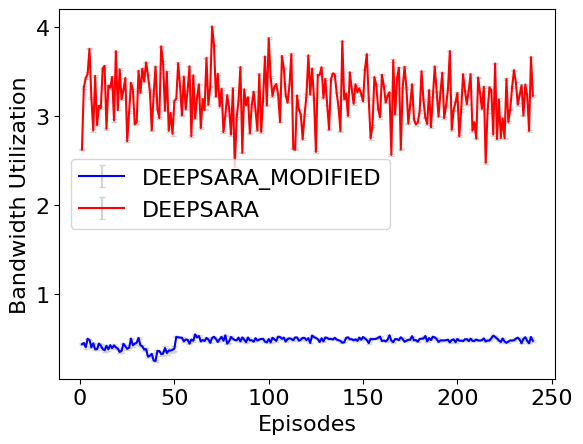 4
3
2
1
Bandwidth Utilization
DEEPSARA_MODIFIED
DEEPSARA
0 50 100 150 200 250
Episodes